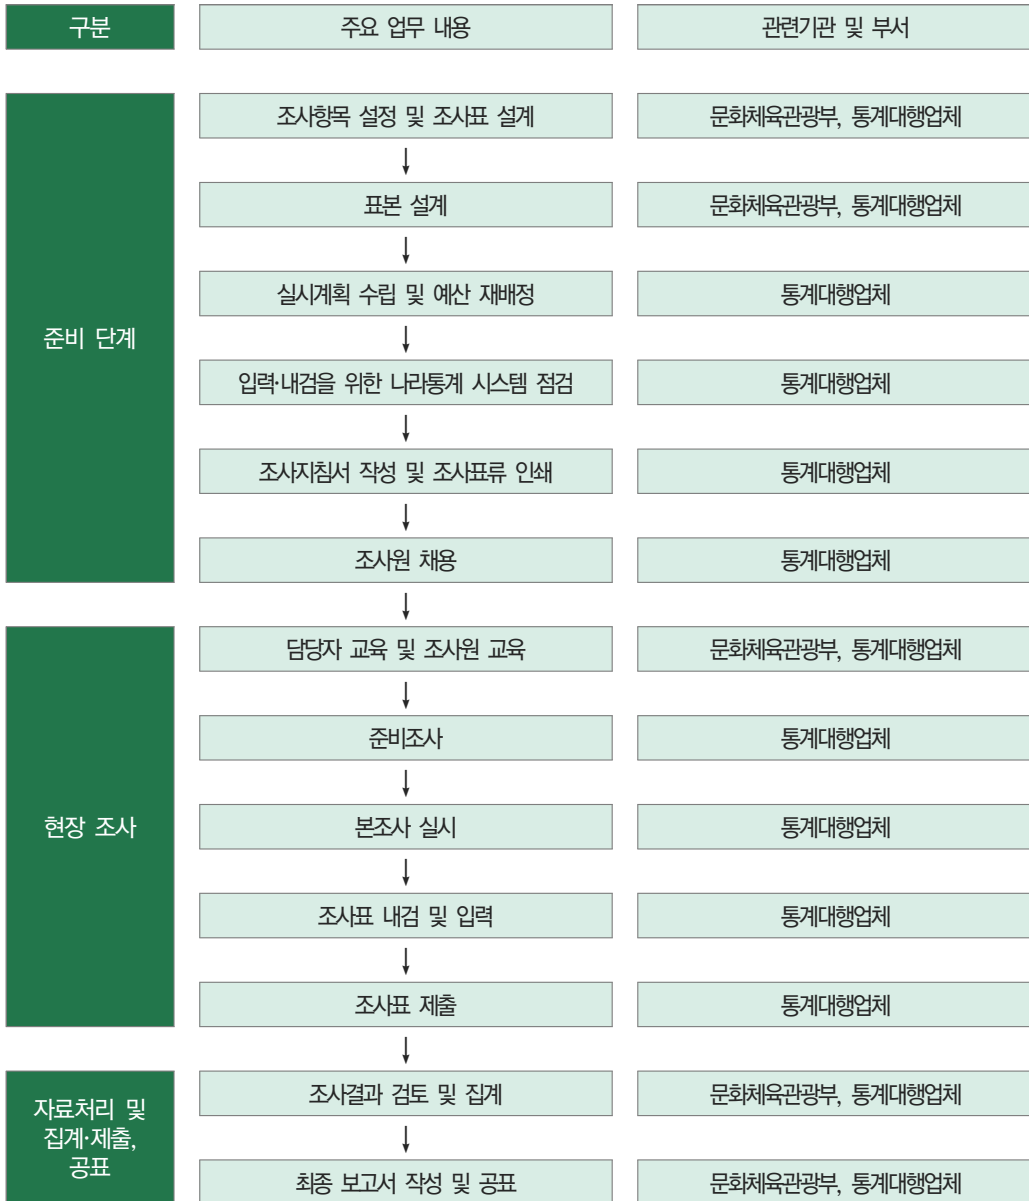 구분 주요 업무 내용 관련기관 및 부서
조사항목 설정 및 조사표 설계 문화체육관광부, 통계대행업체
표본 설계 문화체육관광부, 통계대행업체
실시계획 수립 및 예산 재배정 통계대행업체
준비 단계
입력·내검을 위한 나라통계 시스템 점검 통계대행업체
조사지침서 작성 및 조사표류 인쇄 통계대행업체
조사원 채용 통계대행업체
담당자 교육 및 조사원 교육 문화체육관광부, 통계대행업체
준비조사 통계대행업체
현장 조사 본조사 실시 통계대행업체
조사표 내검 및 입력 통계대행업체
조사표 제출 통계대행업체
자료처리 및
집계·제출,
공표
조사결과 검토 및 집계 문화체육관광부, 통계대행업체
최종 보고서 작성 및 공표 문화체육관광부, 통계대행업체